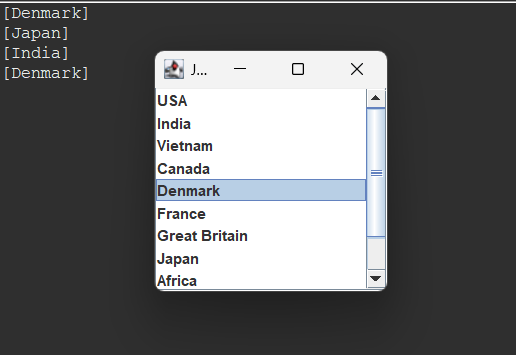 [Denmark]
[Japan]
[India]
[Denmark]
J...
USA
India
Vietnam
Canada
Denmark
France
Great Britain
Japan
Africa